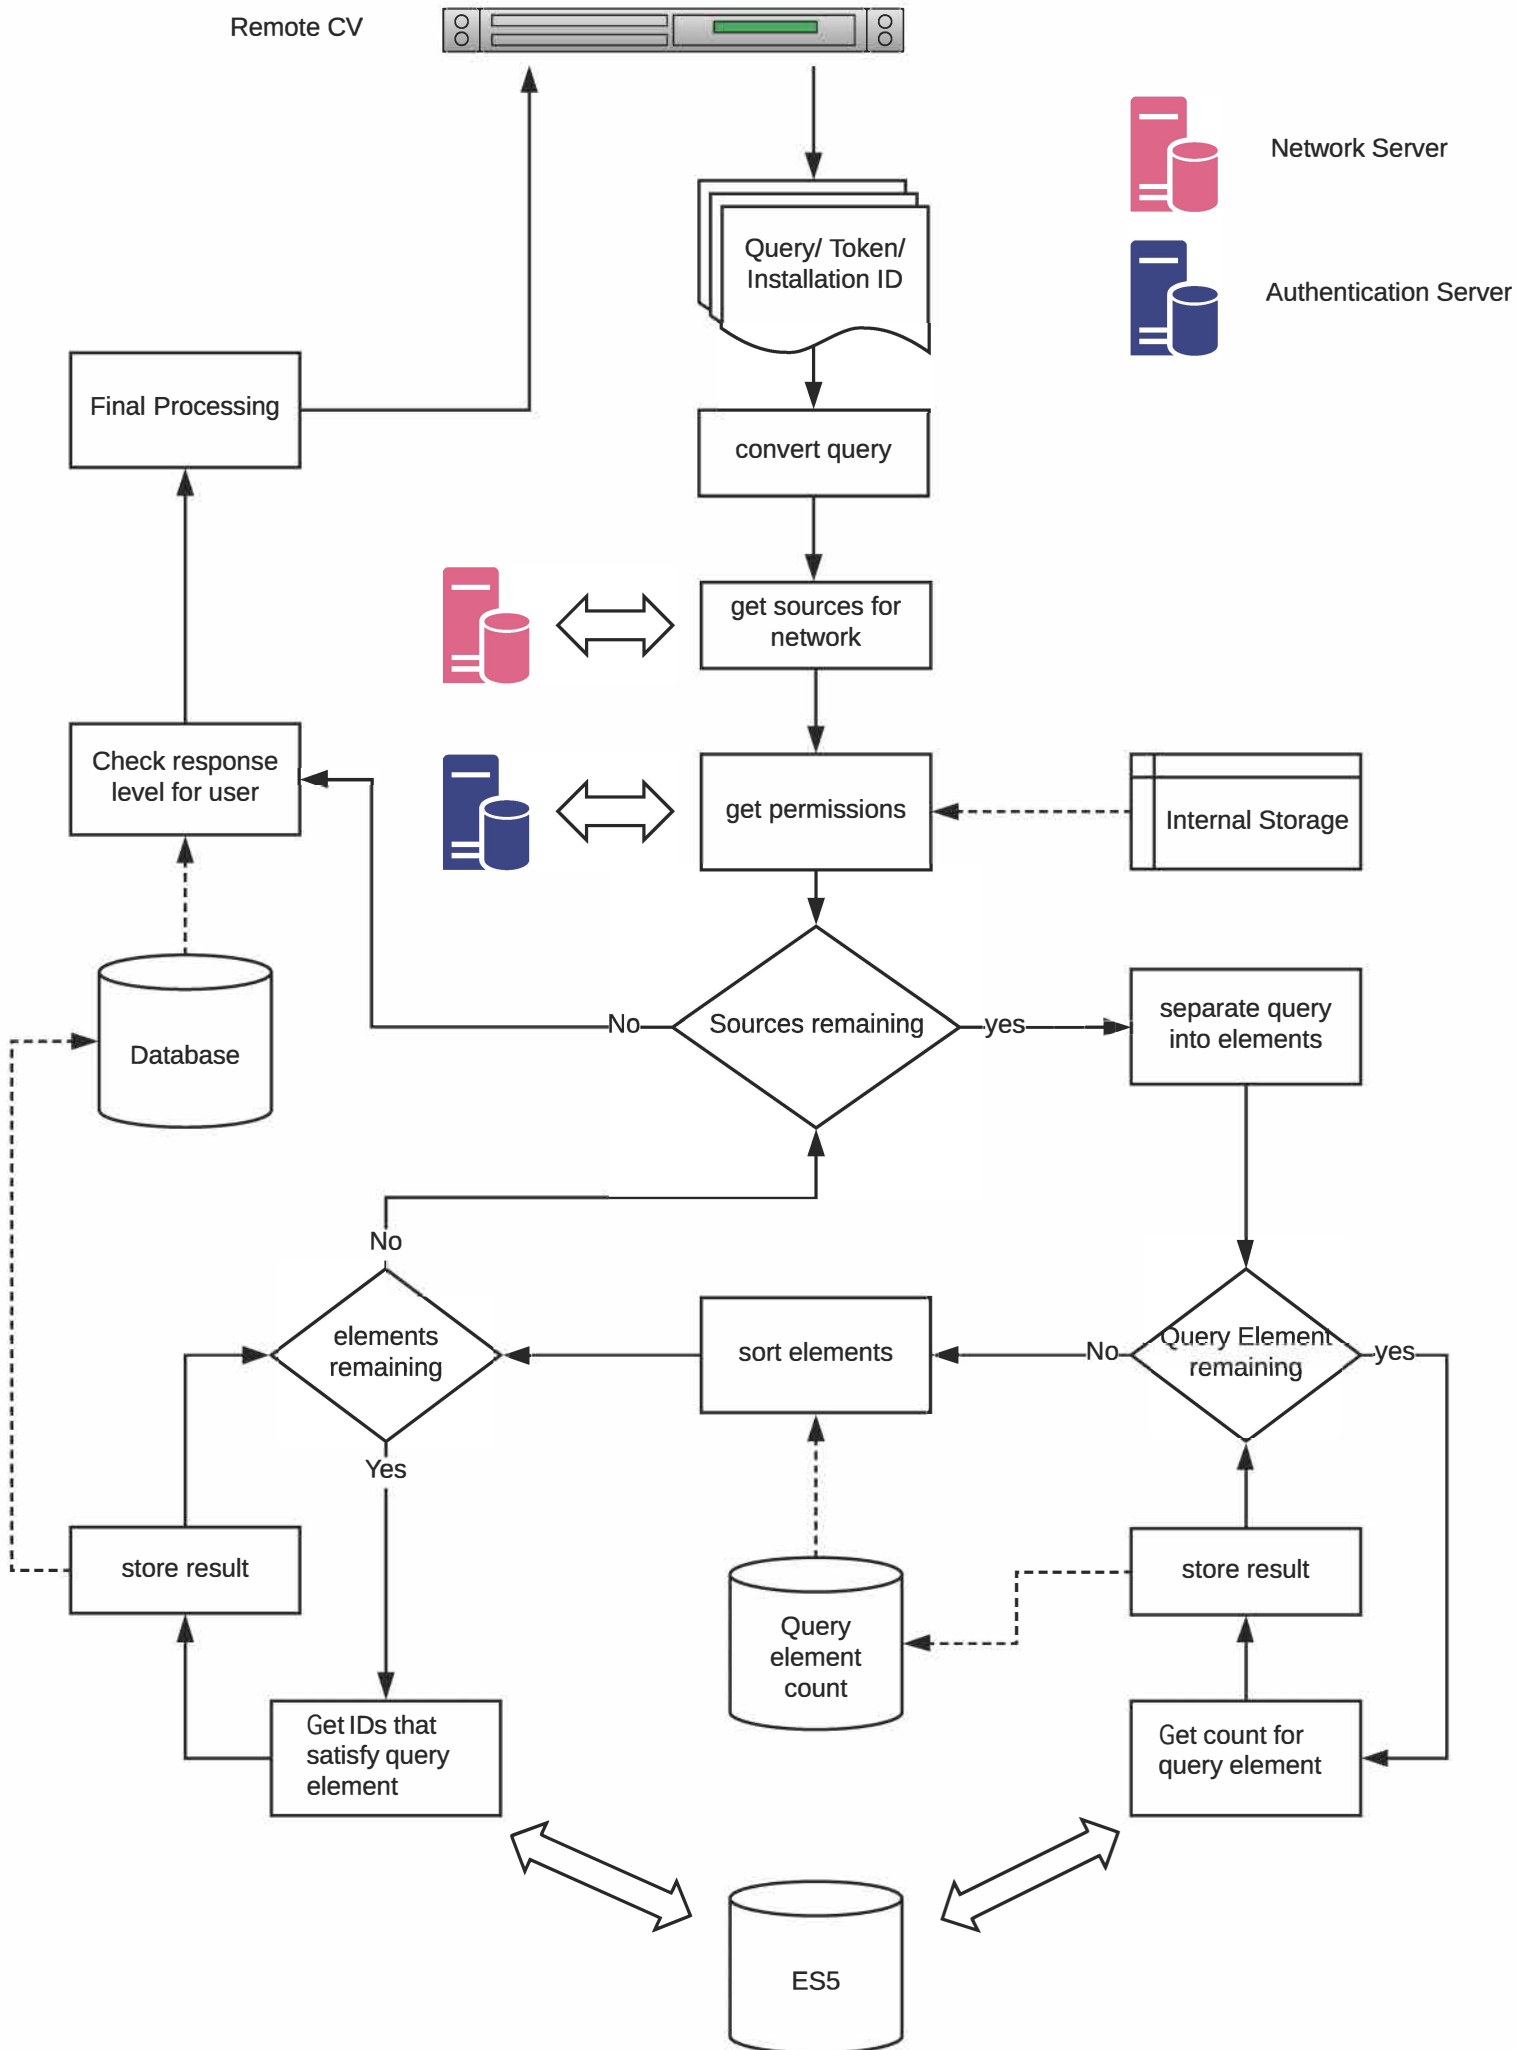 Remote CV
Network Server
Query/ Token/
Installation ID
Authentication Server
Final Processing
convert query
get sources for
network
Check response
level for user
get permissions
Internal Storage
No
Sources remaining
yes
separate query
into elements
Database
No
elements
remaining
sort elements
No
Query Element
remaining
yes
Yes
store result
store result
Query
element
count
Get IDs that
satisfy query
element
Get count for
query element
ES5